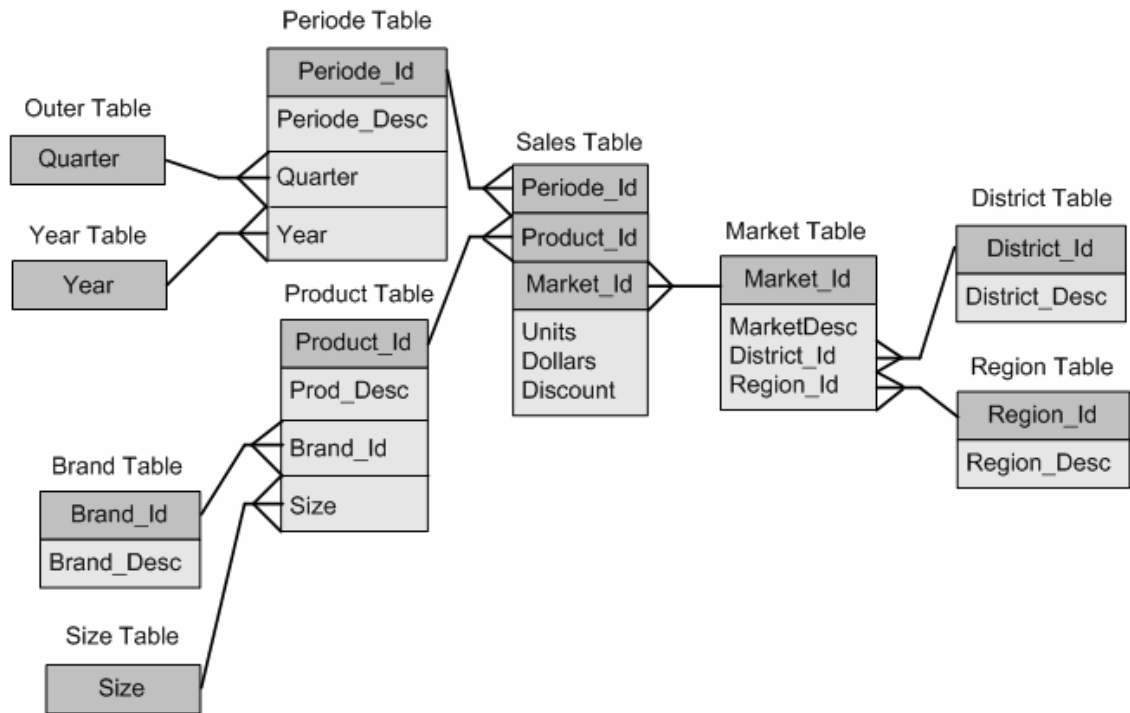 Periode Table
Periode_Id
Periode_Desc
Quarter
Year
Outer Table
Quarter
Year Table
Year
Product Table
Product_Id
Prod_Desc
Brand_Id
Size
Brand Table
Brand_Id
Brand_Desc
Size Table
Size
Sales Table
Periode_Id
Product_Id
Market_Id
Units
Dollars
Discount
Market Table
Market_Id
MarketDesc
District_Id
Region_Id
District Table
District_Id
District_Desc
Region Table
Region_Id
Region_Desc